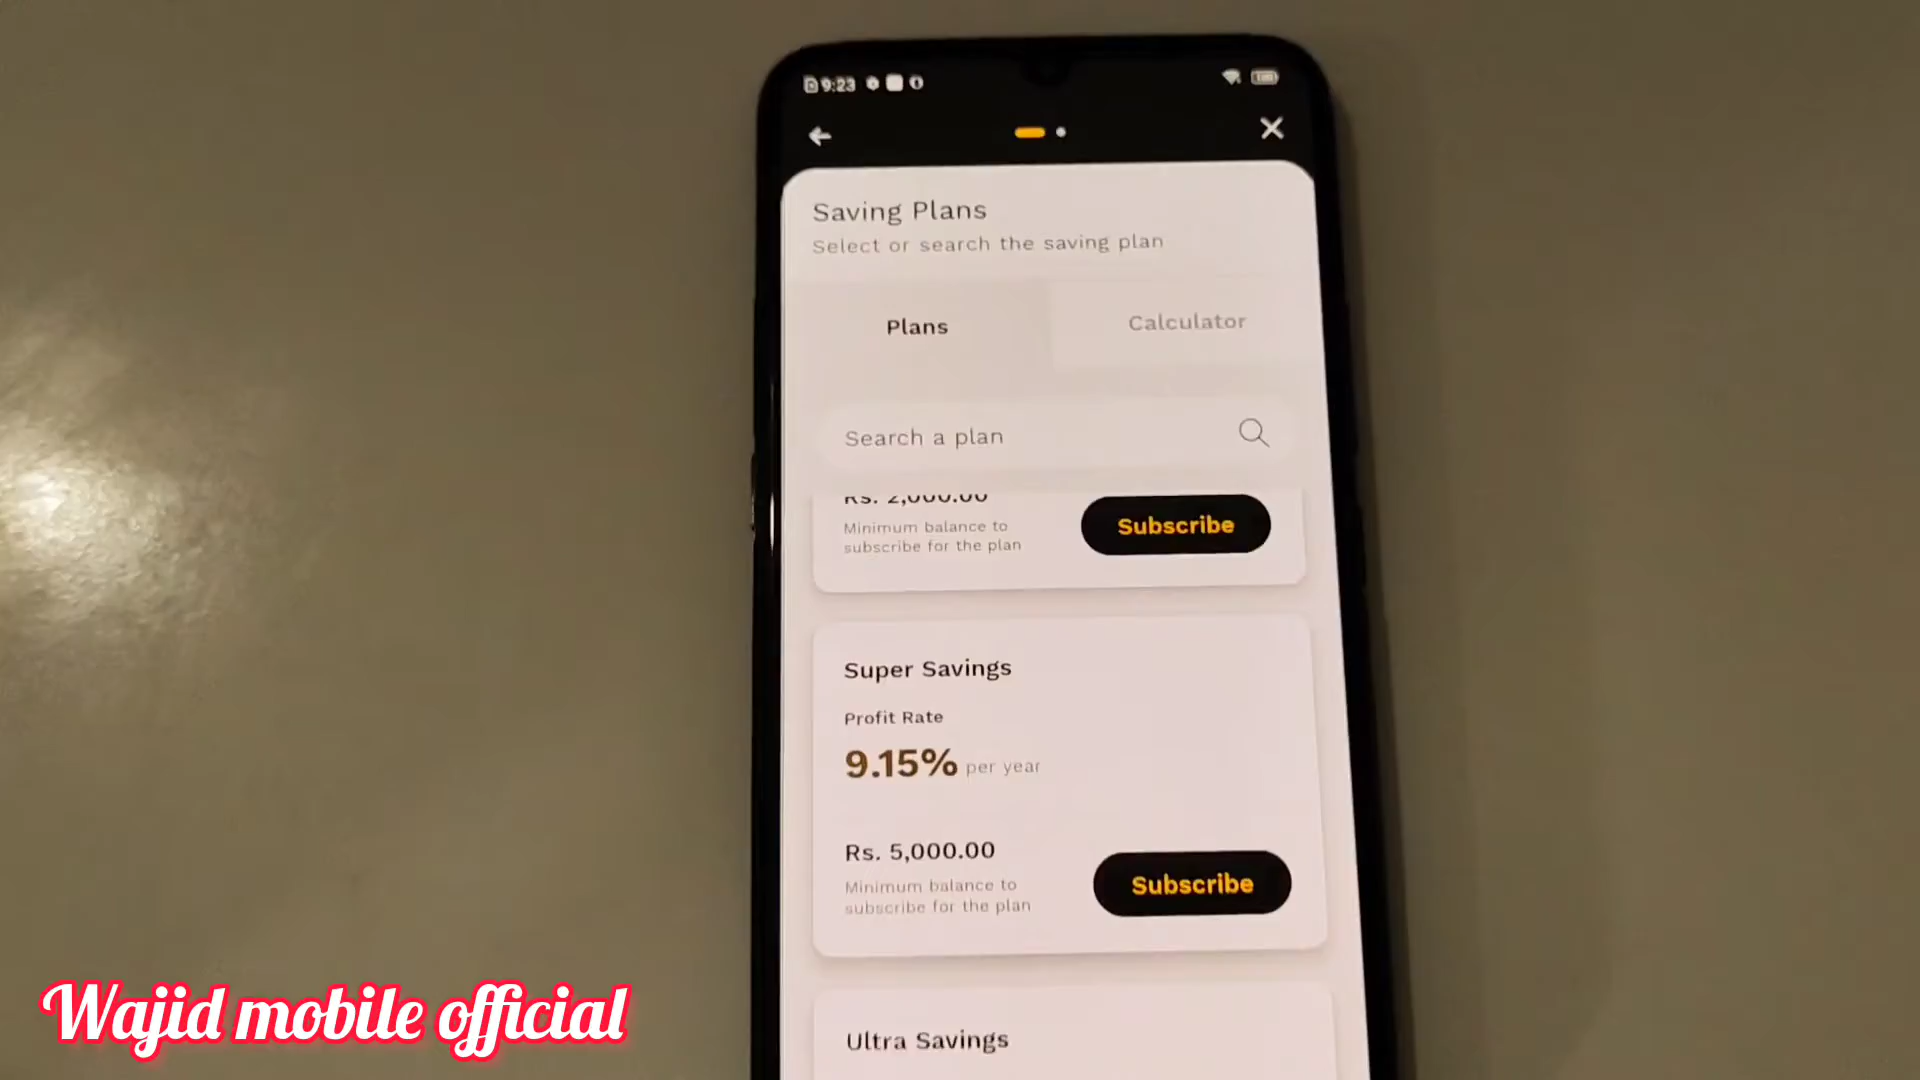 9:23
Saving Plans
Select or search the saving plan
Plans
Calculator
Search a plan
Rs. 2,000.00
Minimum balance to
subscribe for the plan
Subscribe
Super Savings
Profit Rate
9.15% per year
Rs. 5,000.00
Minimum balance to
subscribe for the plan
Subscribe
Ultra Savings
Wajid mobile official